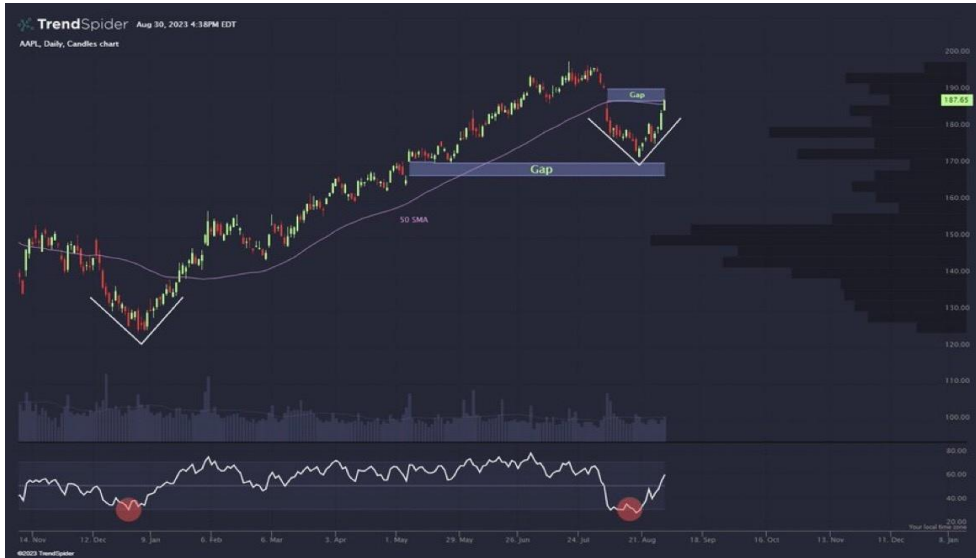 TrendSpider Aug 30, 2023 4:38PM EDT
AAPL, Daily, Candles chart
200.00
190.00
Gap
187.65
180.00
170.00
Gap
160.00
50 SMA
150.00
140.00
130.00
120.00
110.00
100.00
80.00
60.00
40.00
20.00
Your local time zone
14. Nov 12. Dec 9. Jan 6. Feb 6. Mar 3. Apr 1. May 29. May 26. Jun 24. Jul 21. Aug 18. Sep 16. Oct 13. Nov 11. Dec 8. Jan
©2023 TrendSpider